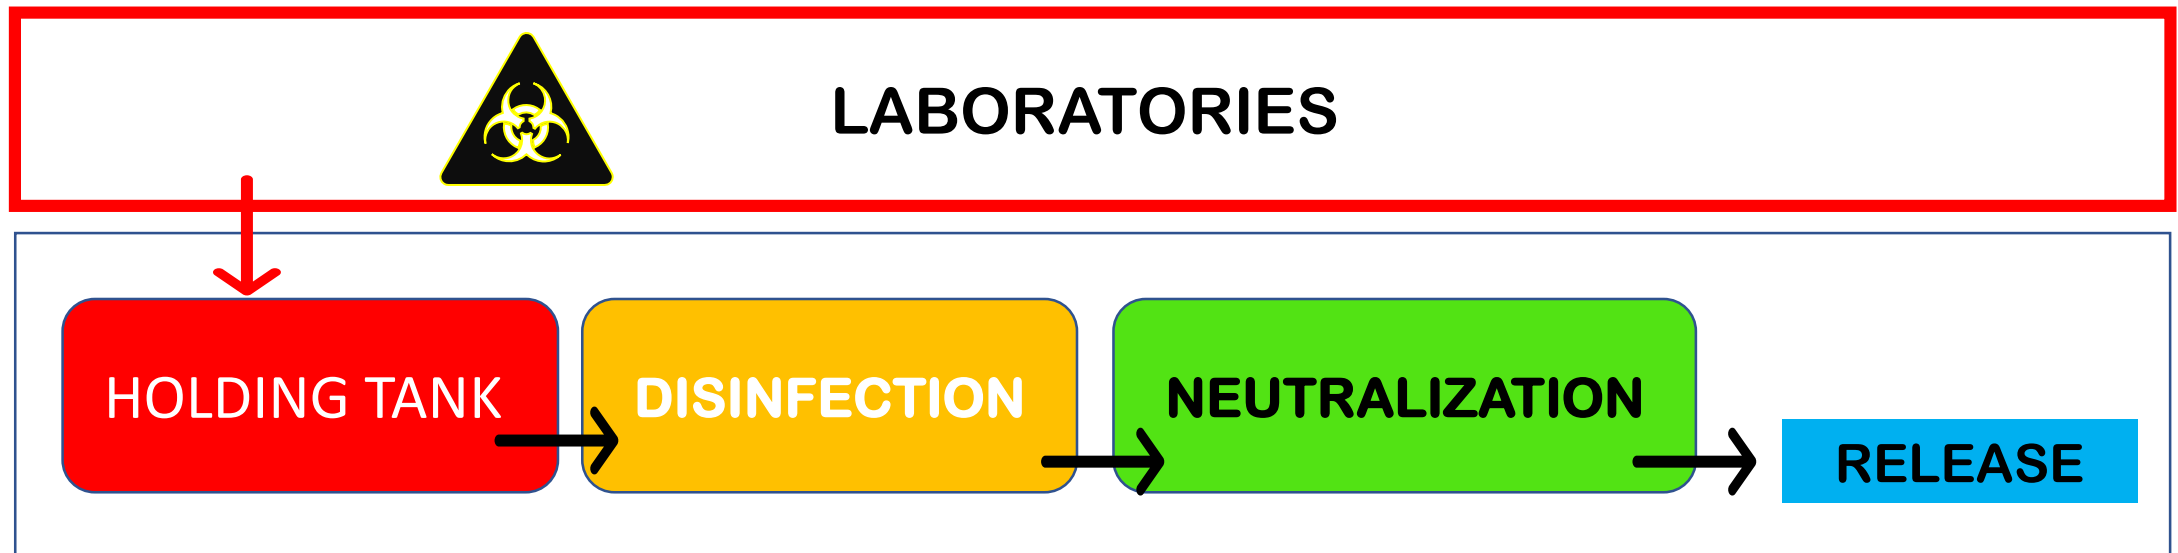 LABORATORIES
HOLDING TANK
DISINFECTION
NEUTRALIZATION
RELEASE